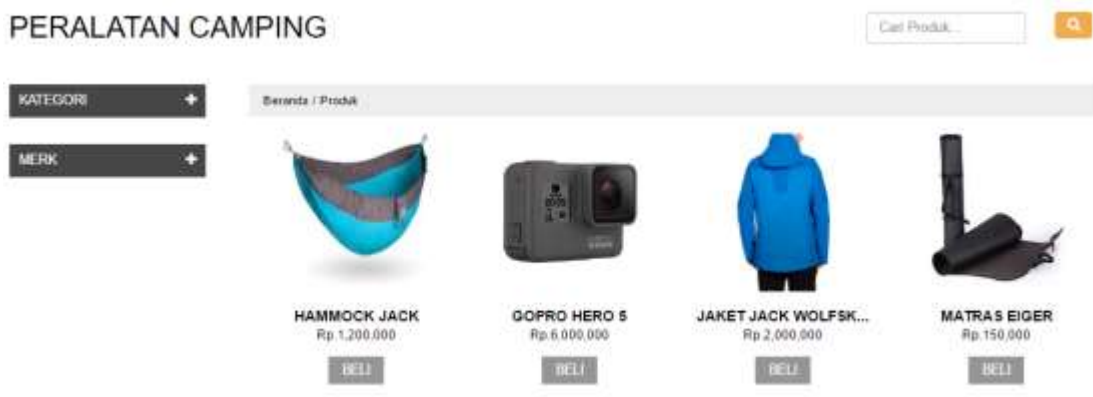 PERALATAN CAMPING
Cari Produk...
KATEGORI
MERK
Beranda / Produk
HAMMOCK JACK
Rp.1,200,000
BELI
GOPRO HERO 5
Rp.6,000,000
BELI
JAKET JACK WOLFSK...
Rp.2,000,000
BELI
MATRAS EIGER
Rp.150,000
BELI